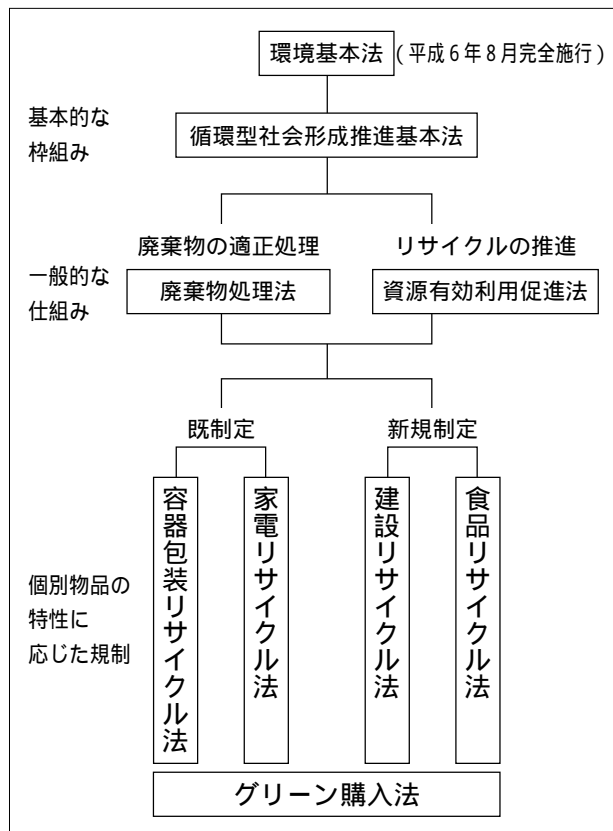 環境基本法(平成6年8月完全施行)
基本的な
枠組み
循環型社会形成推進基本法
廃棄物の適正処理
リサイクルの推進
一般的な
仕組み
廃棄物処理法
資源有効利用促進法
既制定
新規制定
個別物品の
特性に
応じた規制
容器包装リサイクル法
家電リサイクル法
建設リサイクル法
食品リサイクル法
グリーン購入法